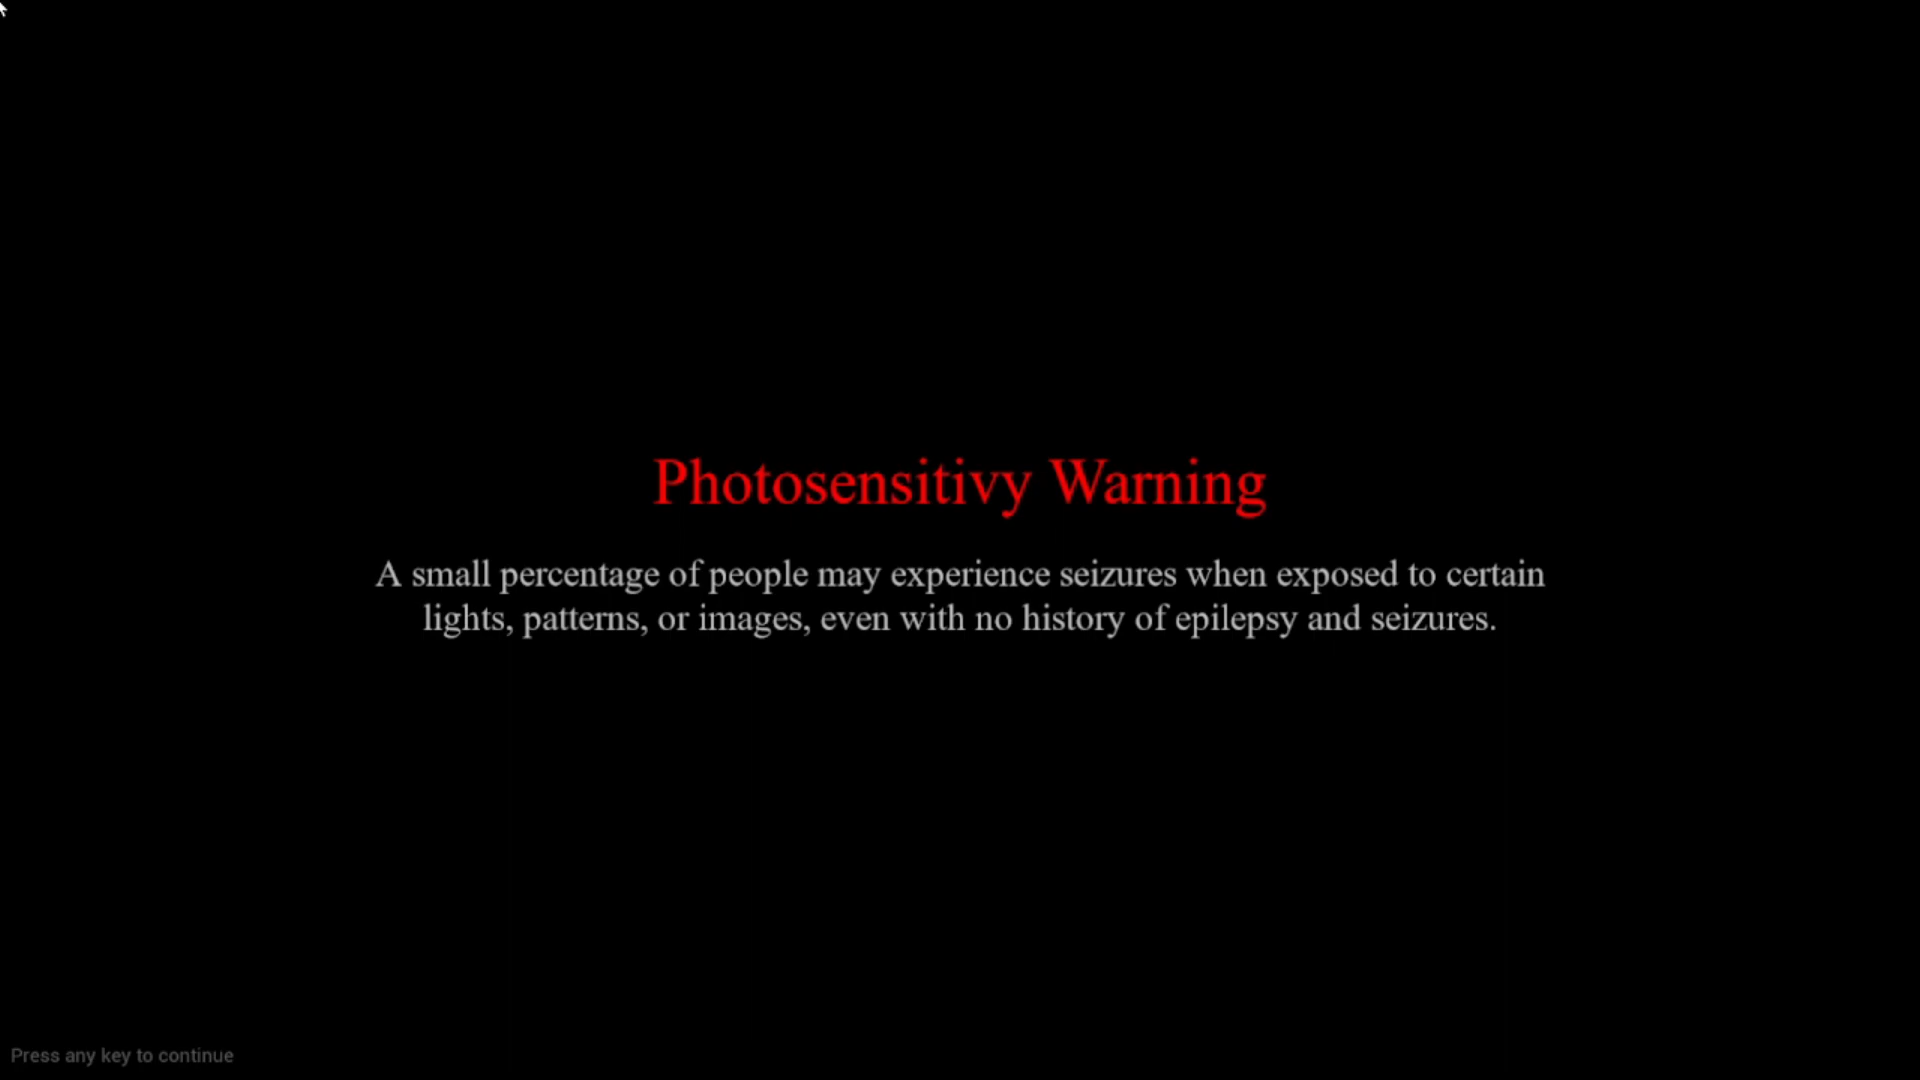 Photosensitivy Warning
A small percentage of people may experience seizures when exposed to certain
lights, patterns, or images, even with no history of epilepsy and seizures.
Press any key to continue